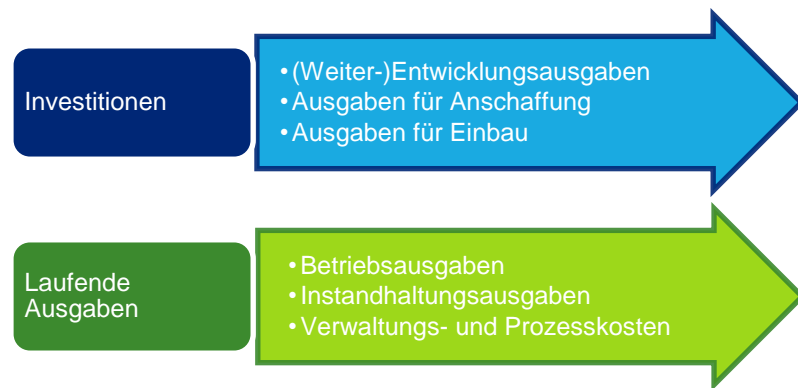 Investitionen
•(Weiter-)Entwicklungsausgaben
•Ausgaben für Anschaffung
•Ausgaben für Einbau
Laufende
Ausgaben
•Betriebsausgaben
•Instandhaltungsausgaben
•Verwaltungs- und Prozesskosten